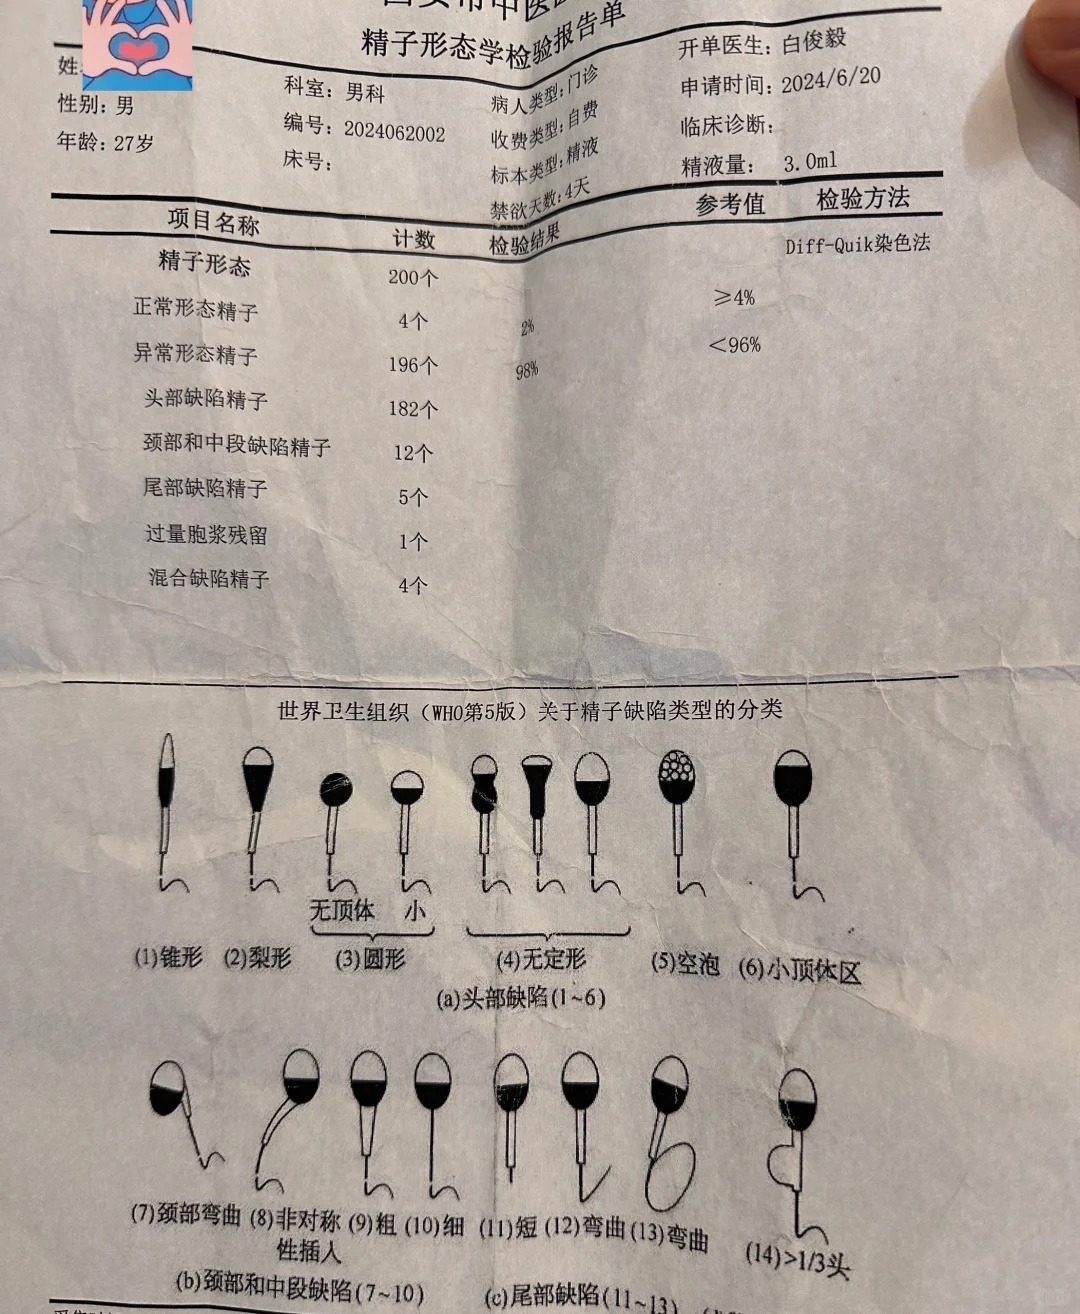 精子形态学检验报告单
性别: 男
年龄: 27岁
科室: 男科
编号: 2024062002
床号:
病人类型: 门诊
收费类型: 自费
标本类型: 精液
禁欲天数: 4天
开单医生: 白俊毅
申请时间: 2024/6/20
临床诊断:
精液量: 3.0ml
项目名称 计数 检验结果 参考值 检验方法
精子形态 200个 Diff-Quik染色法
正常形态精子 4个 2% ≥4%
异常形态精子 196个 98% <96%
头部缺陷精子 182个
颈部和中段缺陷精子 12个
尾部缺陷精子 5个
过量胞浆残留 1个
混合缺陷精子 4个
世界卫生组织（WHO第5版）关于精子缺陷类型的分类
无顶体 小
(1)锥形 (2)梨形 (3)圆形 (4)无定形 (5)空泡 (6)小顶体区
(a)头部缺陷(1~6)
(7)颈部弯曲 (8)非对称性插入 (9)粗 (10)细 (11)短 (12)弯曲 (13)弯曲 (14)>1/3头
(b)颈部和中段缺陷(7~10) (c)尾部缺陷(11~13)